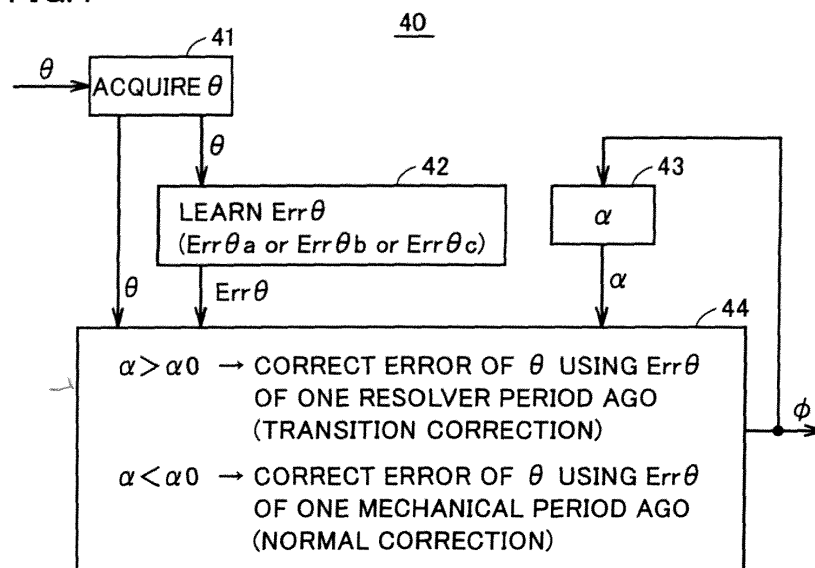 40
41
θ
ACQUIRE θ
θ
42
43
LEARN Errθ
(Errθa or Errθb or Errθc)
α
θ
Errθ
α
44
α>α0 → CORRECT ERROR OF θ USING Errθ
OF ONE RESOLVER PERIOD AGO
(TRANSITION CORRECTION)
ϕ
α<α0 → CORRECT ERROR OF θ USING Errθ
OF ONE MECHANICAL PERIOD AGO
(NORMAL CORRECTION)